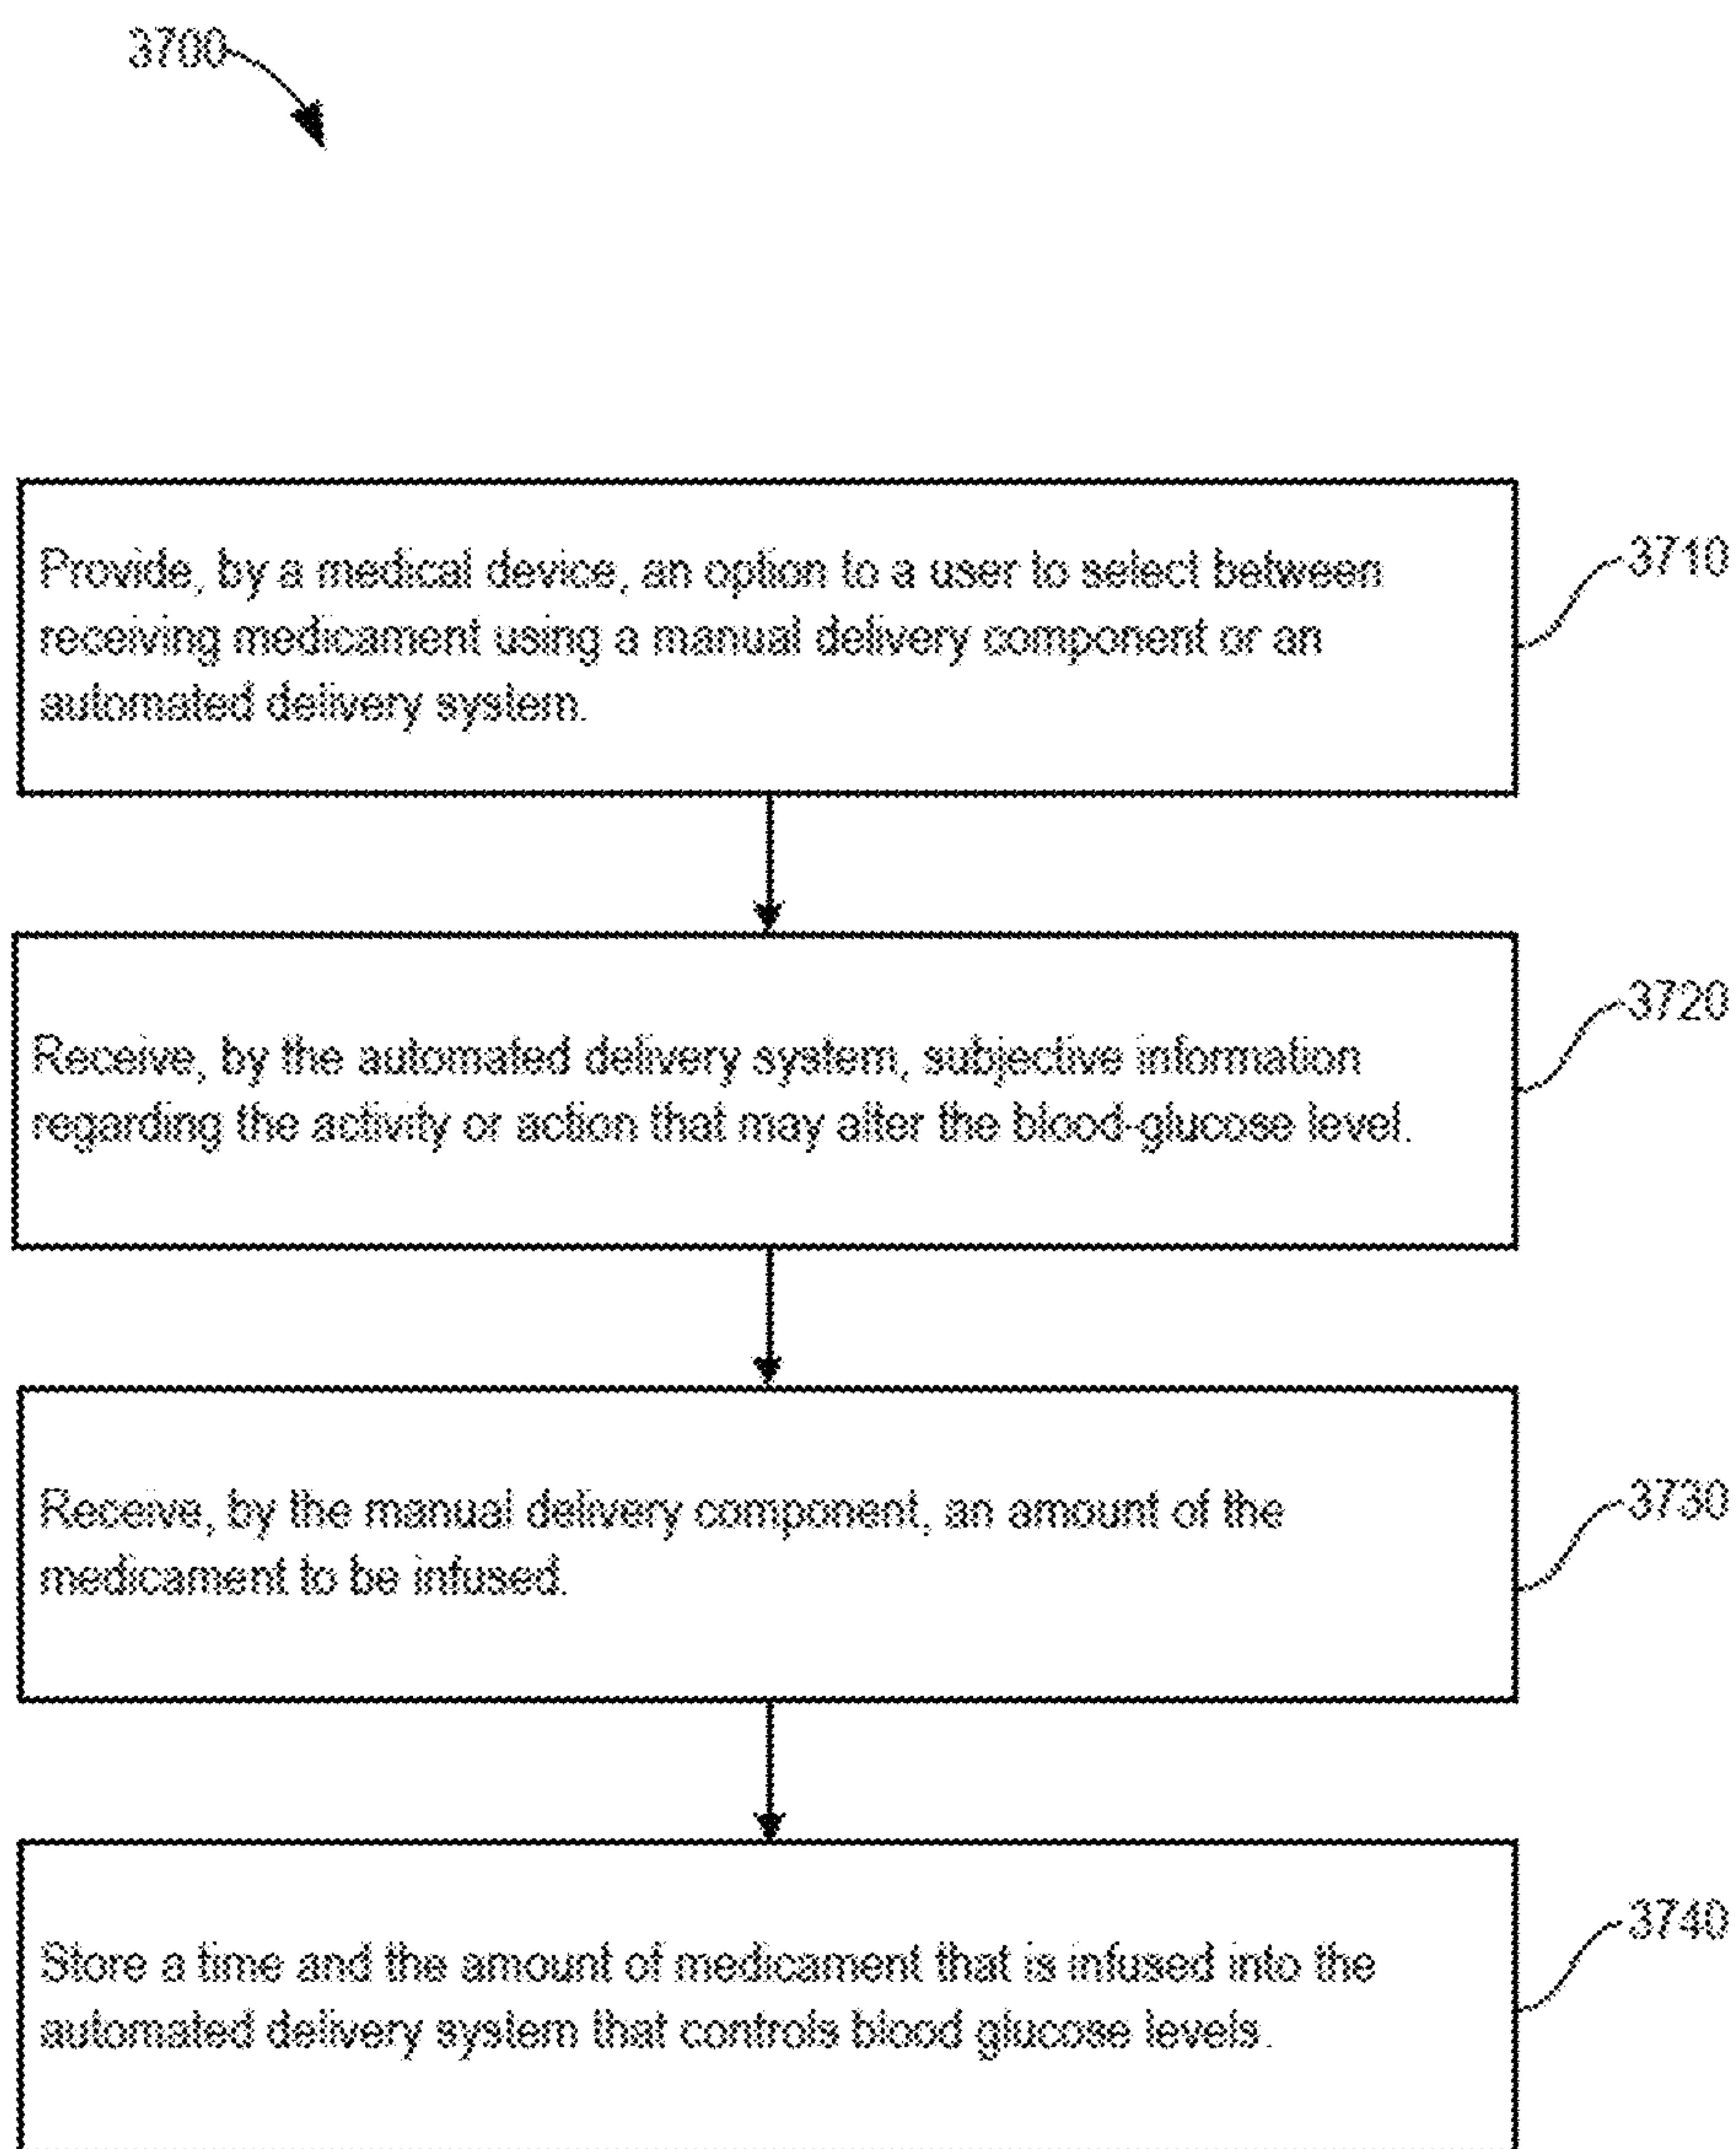 3700
Provide, by a medical device, an option to a user to select between
receiving medicament using a manual delivery component or an
automated delivery system.
3710
Receive, by the automated delivery system, subjective information
regarding the activity or action that may alter the blood-glucose level.
3720
Receive, by the manual delivery component, an amount of the
medicament to be infused.
3730
Store a time and the amount of medicament that is infused into the
automated delivery system that controls blood glucose levels.
3740